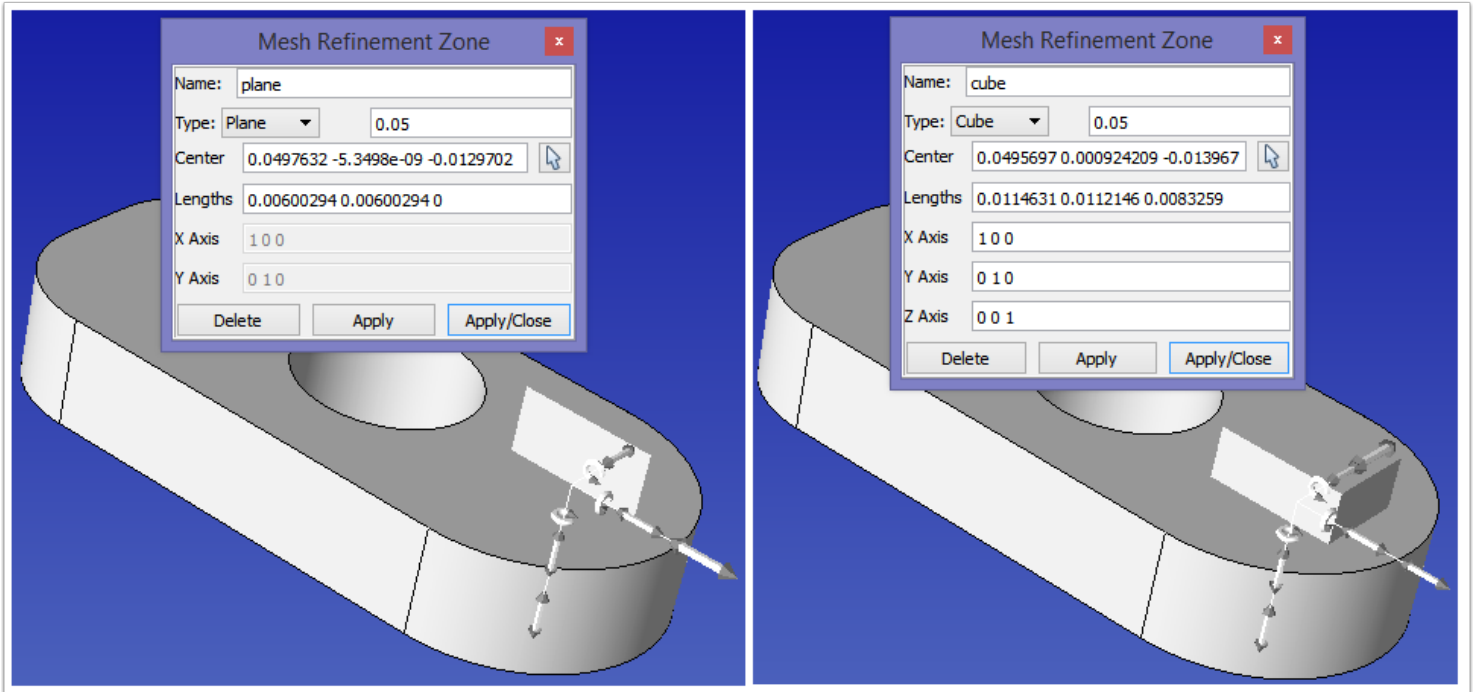 Mesh Refinement Zone
x
Name: plane
Type: Plane 0.05
Center 0.0497632 -5.3498e-09 -0.0129702
Lengths 0.00600294 0.00600294 0
X Axis 1 0 0
Y Axis 0 1 0
Delete Apply Apply/Close
Mesh Refinement Zone
x
Name: cube
Type: Cube 0.05
Center 0.0495697 0.000924209 -0.013967
Lengths 0.0114631 0.0112146 0.0083259
X Axis 1 0 0
Y Axis 0 1 0
Z Axis 0 0 1
Delete Apply Apply/Close